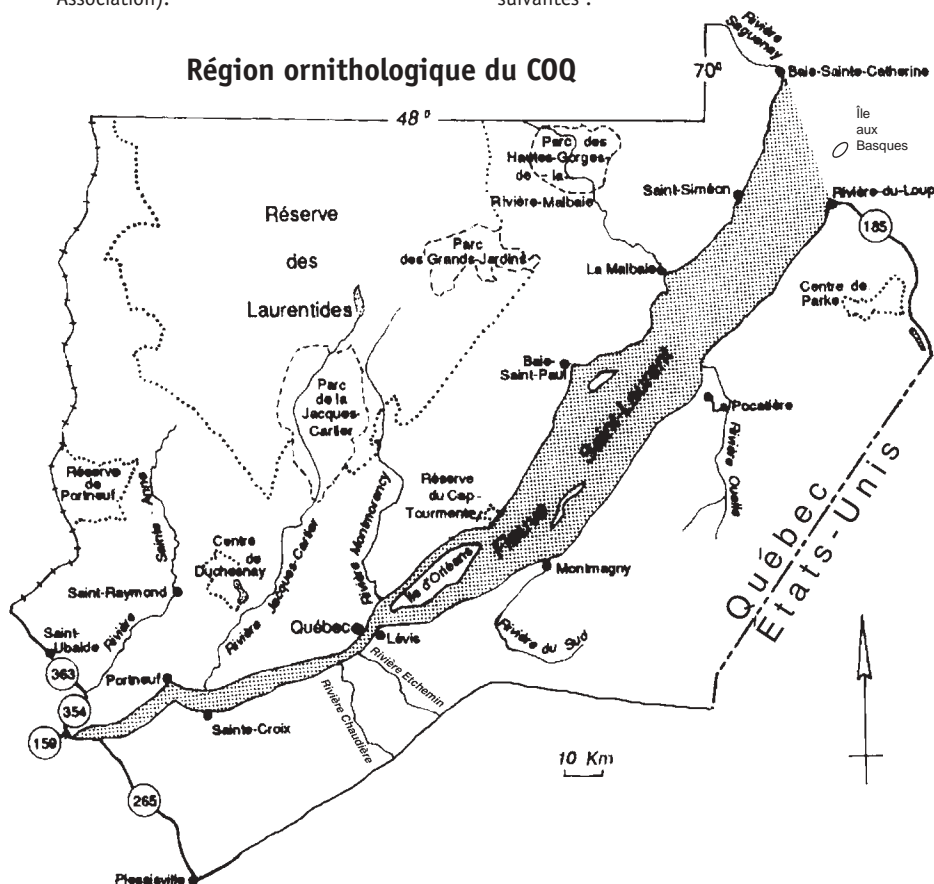 Association).
suivantes :
Région ornithologique du COQ
Rivière
Saguenay
70°
Baie-Sainte-Catherine
48°
Île
aux
Basques
Parc des
Hautes-Gorges-
de-la-
Rivière-Malbaie
Saint-Siméon
Rivière-du-Loup
185
Réserve
des
Laurentides
Parc
des Grands-Jardins
La Malbaie
Centre de
Parke
Baie-
Saint-Paul
Parc
de la
Jacques-
Cartier
La Pocatière
Fleuve Saint-Laurent
Rivière Ouelle
Réserve
de
Portneuf
Rivière Sainte Anne
Réserve
du Cap-
Tourmente
Rivière Montmorency
Centre
de
Duchesnay
Rivière Jacques-Cartier
Île d'Orléans
Montmagny
Québec
États-Unis
Saint-Raymond
Québec
Lévis
Rivière du Sud
Saint-
Ubalde
363
Portneuf
Rivière Etchemin
354
Sainte-Croix
Rivière Chaudière
159
10 Km
265
Plessisville